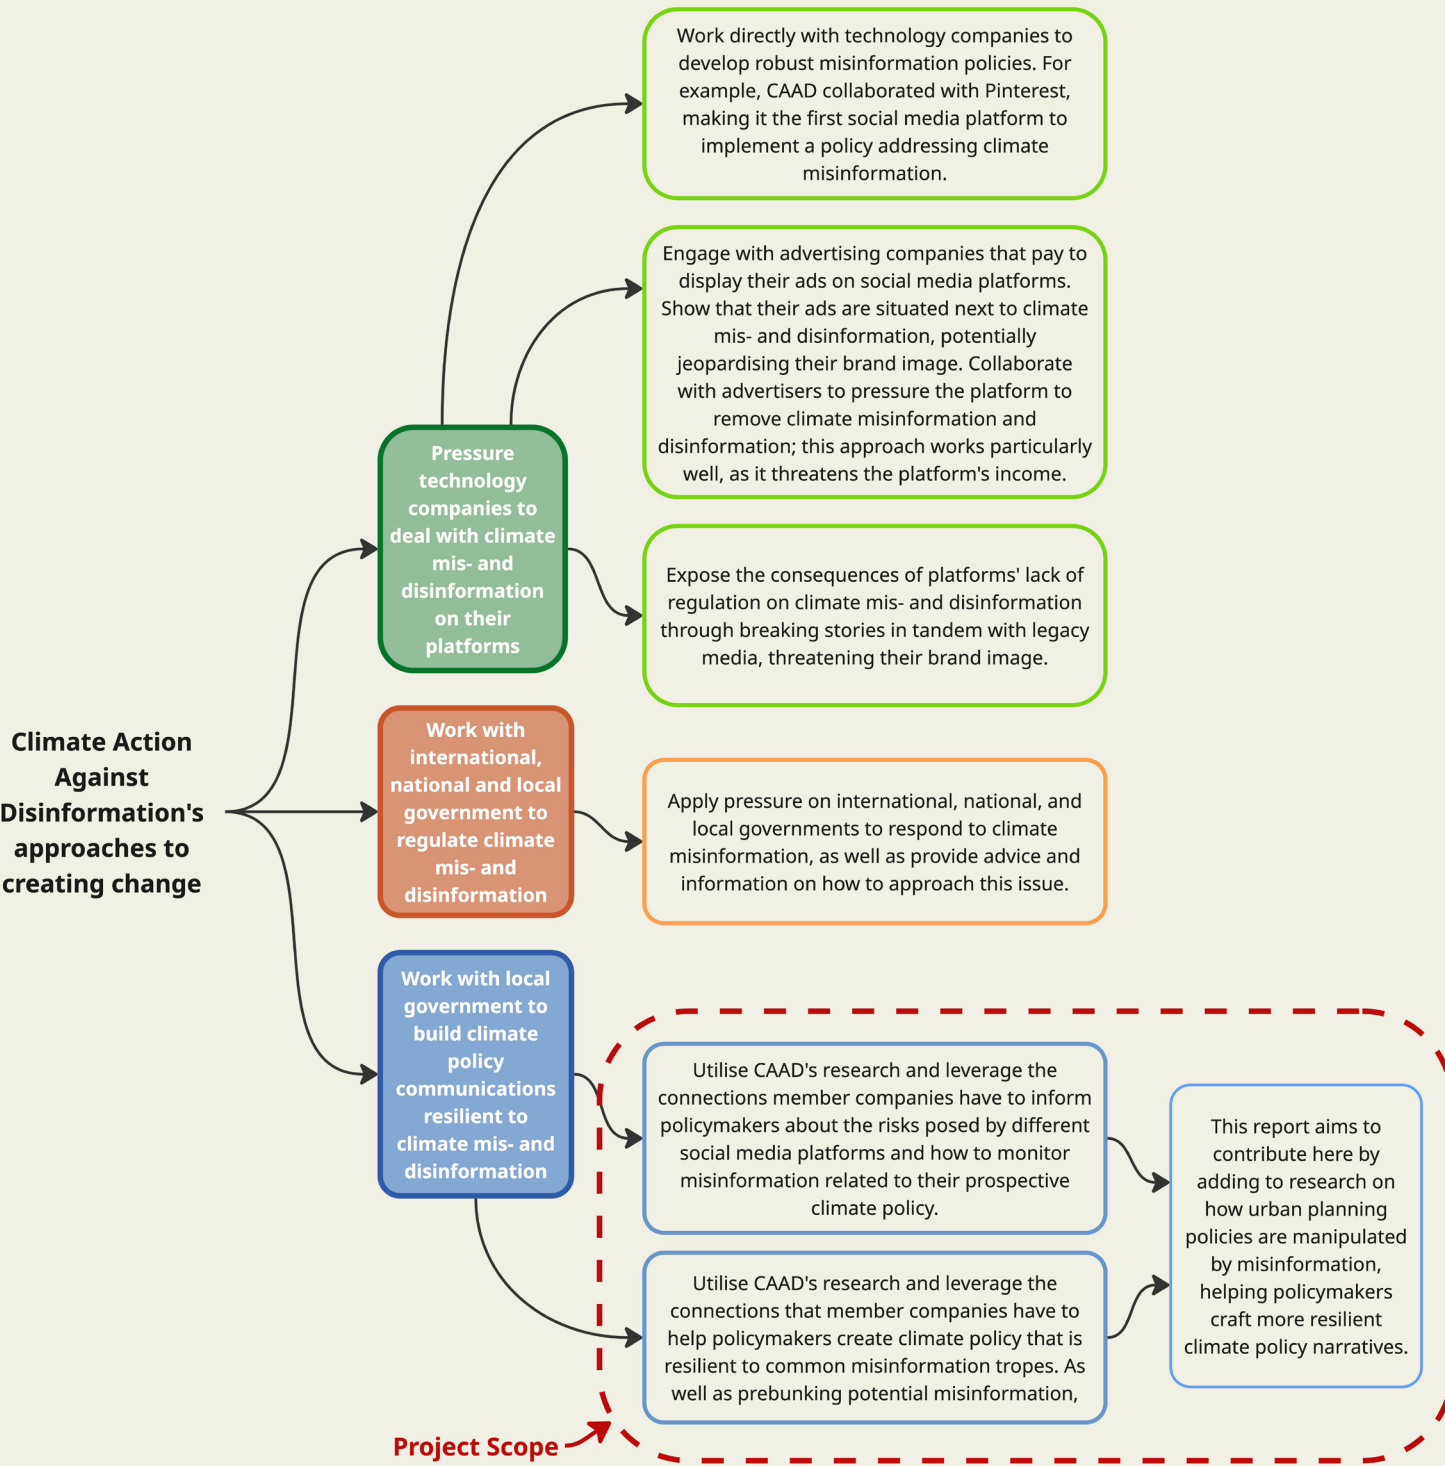 Work directly with technology companies to
develop robust misinformation policies. For
example, CAAD collaborated with Pinterest,
making it the first social media platform to
implement a policy addressing climate
misinformation.
Engage with advertising companies that pay to
display their ads on social media platforms.
Show that their ads are situated next to climate
mis- and disinformation, potentially
jeopardising their brand image. Collaborate
with advertisers to pressure the platform to
remove climate misinformation and
disinformation; this approach works particularly
well, as it threatens the platform's income.
Pressure
technology
companies to
deal with climate
mis- and
disinformation
on their
platforms
Expose the consequences of platforms' lack of
regulation on climate mis- and disinformation
through breaking stories in tandem with legacy
media, threatening their brand image.
Climate Action
Against
Disinformation's
approaches to
creating change
Work with
international,
national and local
government to
regulate climate
mis- and
disinformation
Apply pressure on international, national, and
local governments to respond to climate
misinformation, as well as provide advice and
information on how to approach this issue.
Work with local
government to
build climate
policy
communications
resilient to
climate mis- and
disinformation
Utilise CAAD's research and leverage the
connections member companies have to inform
policymakers about the risks posed by different
social media platforms and how to monitor
misinformation related to their prospective
climate policy.
Utilise CAAD's research and leverage the
connections that member companies have to
help policymakers create climate policy that is
resilient to common misinformation tropes. As
well as prebunking potential misinformation,
This report aims to
contribute here by
adding to research on
how urban planning
policies are manipulated
by misinformation,
helping policymakers
craft more resilient
climate policy narratives.
Project Scope